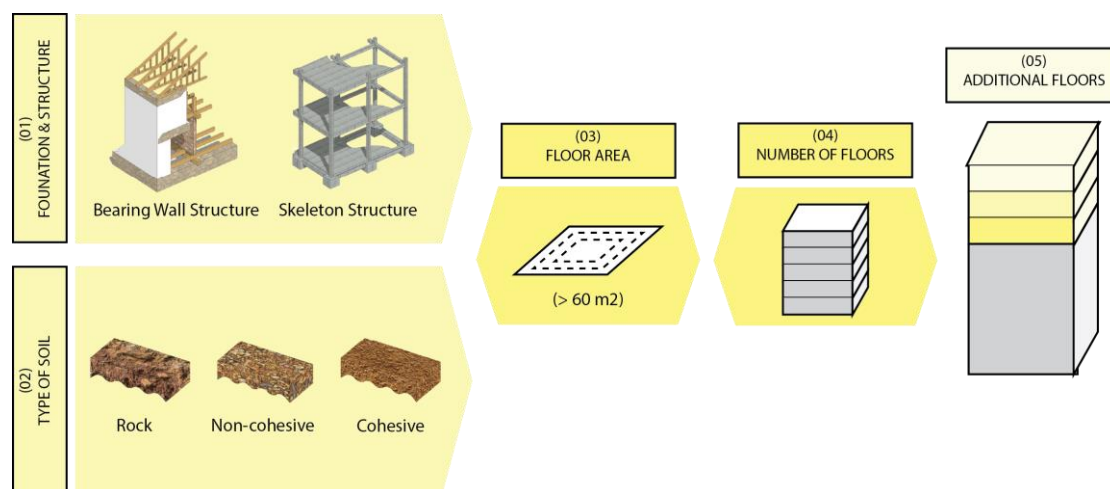 (01)
FOUNATION & STRUCTURE
Bearing Wall Structure
Skeleton Structure
(02)
TYPE OF SOIL
Rock
Non-cohesive
Cohesive
(03)
FLOOR AREA
(> 60 m2)
(04)
NUMBER OF FLOORS
(05)
ADDITIONAL FLOORS